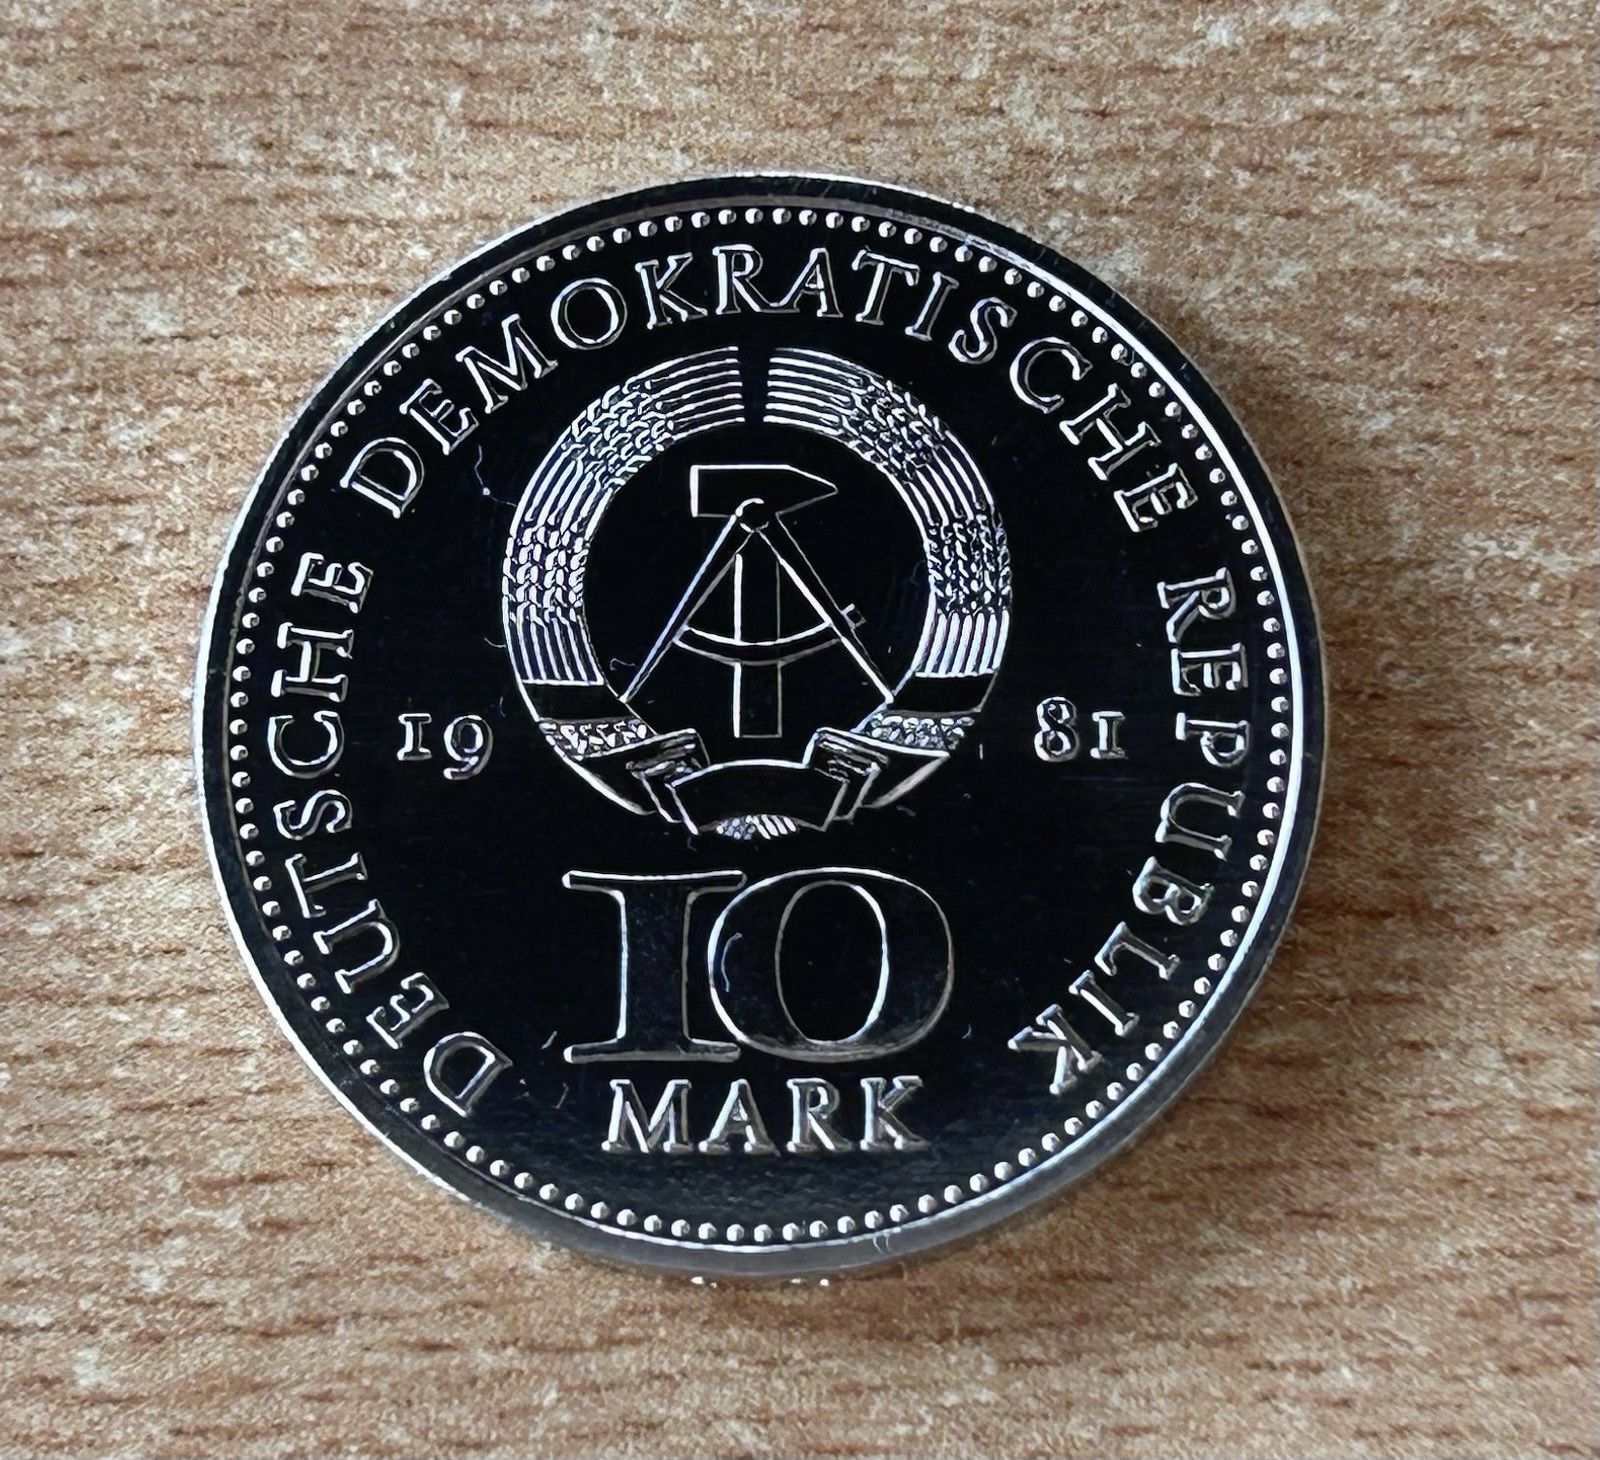 DEUTSCHE DEMOKRATISCHE REPUBLIK
19 81
10
MARK